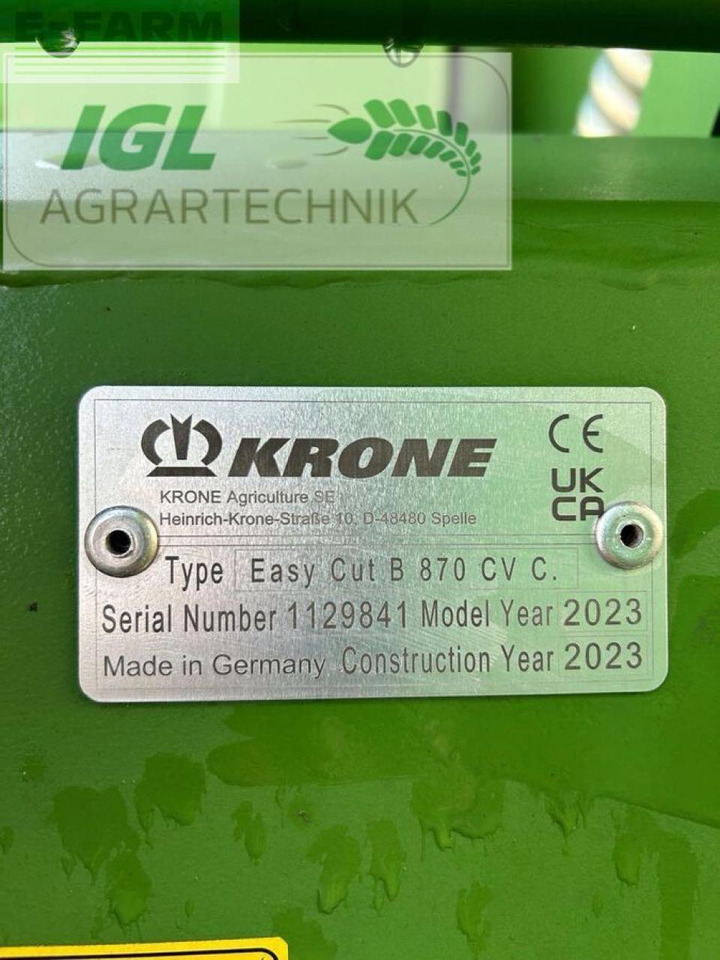 E-FARM
IGL
AGRARTECHNIK
KRONE
CE
KRONE Agriculture SE
UK
CA
Heinrich-Krone-Straße 10, D-48480 Spelle
Type Easy Cut B 870 CV C.
Serial Number 1129841 Model Year 2023
Made in Germany Construction Year 2023